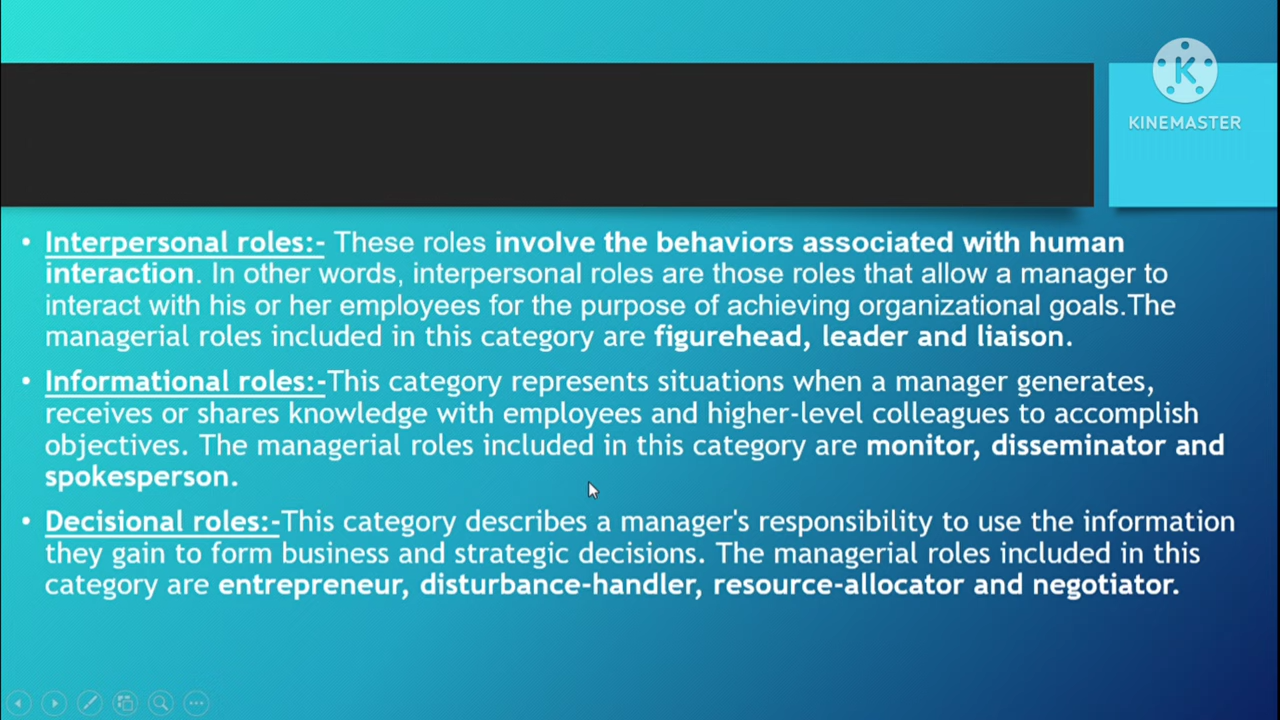 KINEMASTER
• Interpersonal roles:- These roles involve the behaviors associated with human
interaction. In other words, interpersonal roles are those roles that allow a manager to
interact with his or her employees for the purpose of achieving organizational goals.The
managerial roles included in this category are figurehead, leader and liaison.
• Informational roles:-This category represents situations when a manager generates,
receives or shares knowledge with employees and higher-level colleagues to accomplish
objectives. The managerial roles included in this category are monitor, disseminator and
spokesperson.
• Decisional roles:-This category describes a manager's responsibility to use the information
they gain to form business and strategic decisions. The managerial roles included in this
category are entrepreneur, disturbance-handler, resource-allocator and negotiator.